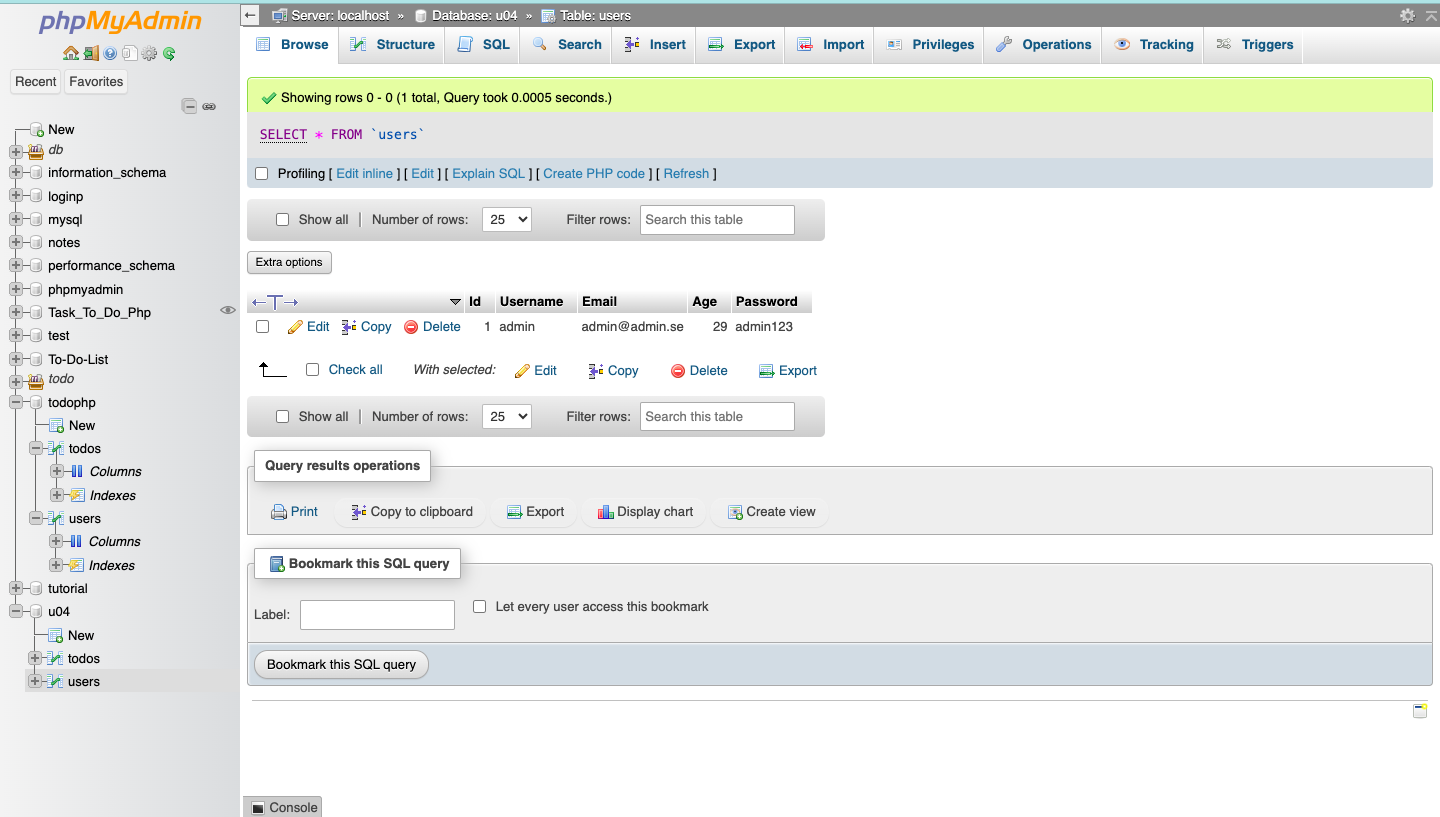 phpMyAdmin
Recent Favorites
New
db
information_schema
loginp
mysql
notes
performance_schema
phpmyadmin
Task_To_Do_Php
test
To-Do-List
todo
todophp
New
todos
Columns
Indexes
users
Columns
Indexes
tutorial
u04
New
todos
users
Server: localhost » Database: u04 » Table: users
Browse Structure SQL Search Insert Export Import Privileges Operations Tracking Triggers
Showing rows 0 - 0 (1 total, Query took 0.0005 seconds.)
SELECT * FROM `users`
Profiling [ Edit inline ] [ Edit ] [ Explain SQL ] [ Create PHP code ] [ Refresh ]
Show all | Number of rows: 25 Filter rows: Search this table
Extra options
←T→ Id Username Email Age Password
Edit Copy Delete 1 admin admin@admin.se 29 admin123
Check all With selected: Edit Copy Delete Export
Show all | Number of rows: 25 Filter rows: Search this table
Query results operations
Print Copy to clipboard Export Display chart Create view
Bookmark this SQL query
Label: Let every user access this bookmark
Bookmark this SQL query
Console